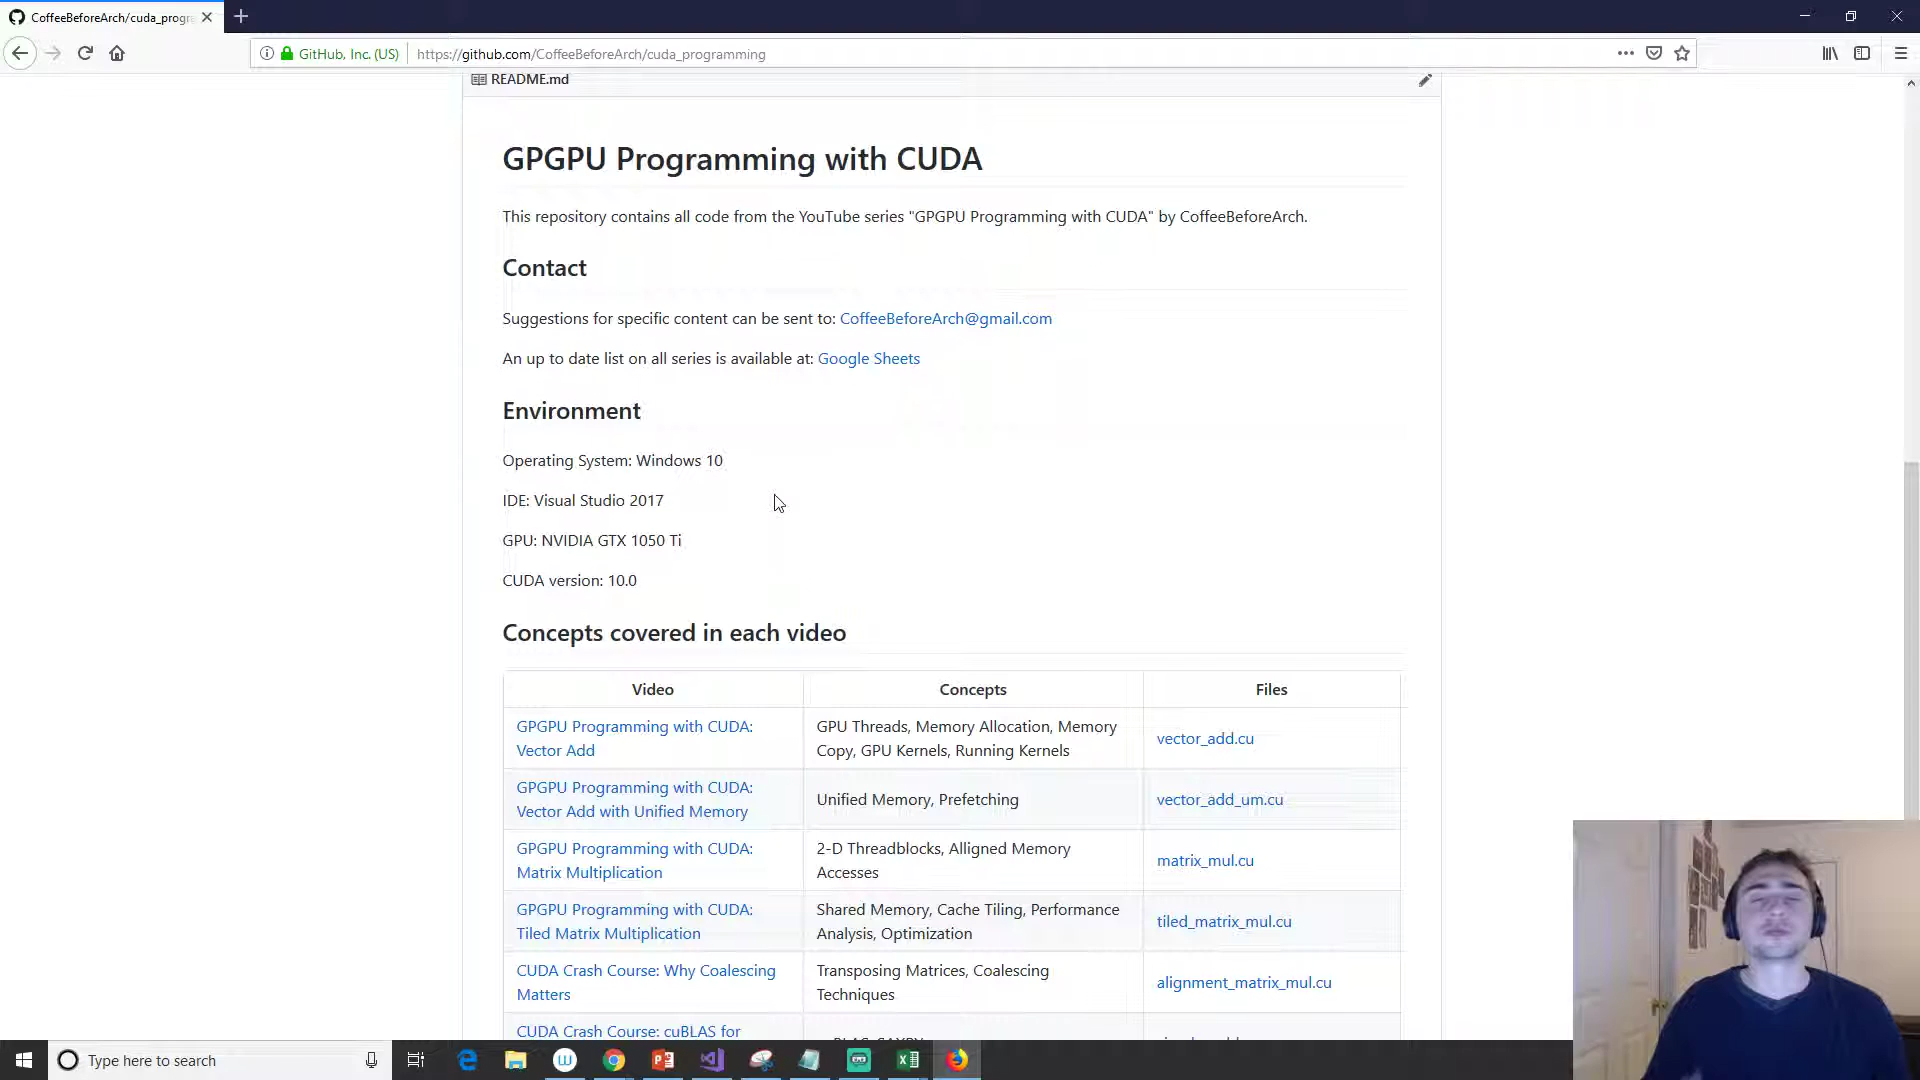 CoffeeBeforeArch/cuda_progra
GitHub, Inc. (US)
https://github.com/CoffeeBeforeArch/cuda_programming
README.md
GPGPU Programming with CUDA
This repository contains all code from the YouTube series "GPGPU Programming with CUDA" by CoffeeBeforeArch.
Contact
Suggestions for specific content can be sent to: CoffeeBeforeArch@gmail.com
An up to date list on all series is available at: Google Sheets
Environment
Operating System: Windows 10
IDE: Visual Studio 2017
GPU: NVIDIA GTX 1050 Ti
CUDA version: 10.0
Concepts covered in each video
Video Concepts Files
GPGPU Programming with CUDA:
Vector Add
GPU Threads, Memory Allocation, Memory
Copy, GPU Kernels, Running Kernels
vector_add.cu
GPGPU Programming with CUDA:
Vector Add with Unified Memory
Unified Memory, Prefetching
vector_add_um.cu
GPGPU Programming with CUDA:
Matrix Multiplication
2-D Threadblocks, Alligned Memory
Accesses
matrix_mul.cu
GPGPU Programming with CUDA:
Tiled Matrix Multiplication
Shared Memory, Cache Tiling, Performance
Analysis, Optimization
tiled_matrix_mul.cu
CUDA Crash Course: Why Coalescing
Matters
Transposing Matrices, Coalescing
Techniques
alignment_matrix_mul.cu
CUDA Crash Course: cuBLAS for
Type here to search